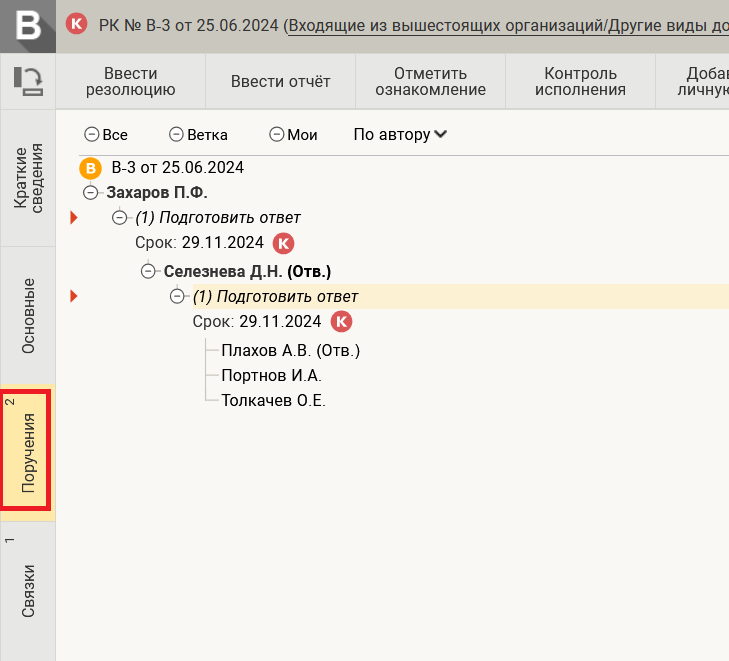 В
К РК № В-3 от 25.06.2024 (Входящие из вышестоящих организаций/Другие виды до
Ввести резолюцию
Ввести отчёт
Отметить ознакомление
Контроль исполнения
Доба
личную
Краткие сведения
Основные
2
Поручения
1
Связки
Все
Ветка
Мои
По автору
В В-3 от 25.06.2024
Захаров П.Ф.
(1) Подготовить ответ
Срок: 29.11.2024 К
Селезнева Д.Н. (Отв.)
(1) Подготовить ответ
Срок: 29.11.2024 К
Плахов А.В. (Отв.)
Портнов И.А.
Толкачев О.Е.